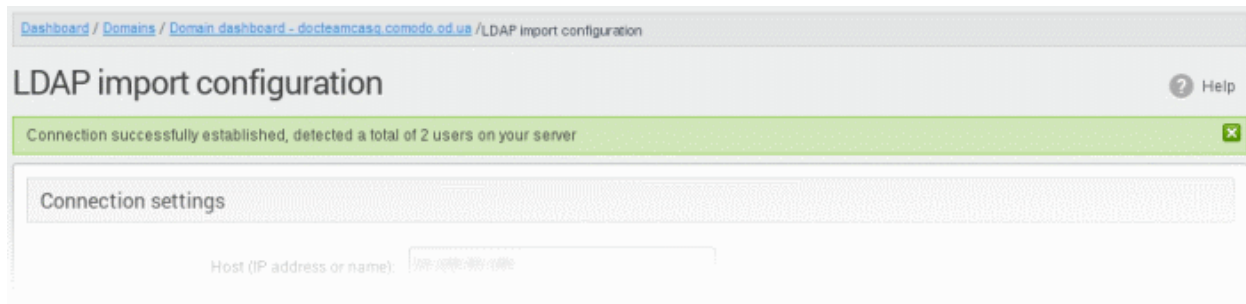 Dashboard / Domains / Domain dashboard - docteamcasg.comodo.od.ua /LDAP import configuration
LDAP import configuration
Help
Connection successfully established, detected a total of 2 users on your server
Connection settings
Host (IP address or name):